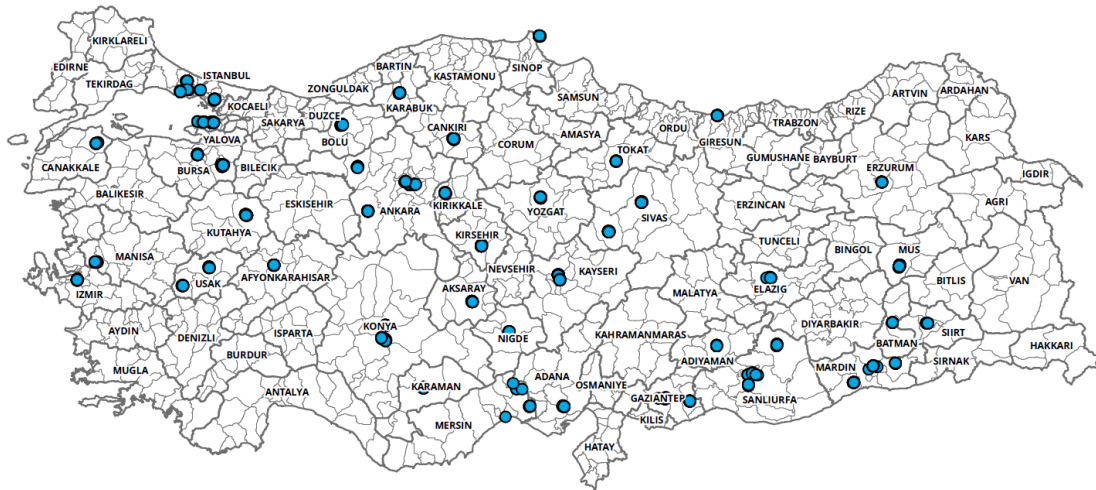 KIRKLARELI
EDIRNE
TEKIRDAG
ISTANBUL
KOCAELI
SAKARYA
YALOVA
DUZCE
ZONGULDAK
BARTIN
KARABUK
KASTAMONU
SINOP
SAMSUN
ORDU
GIRESUN
TRABZON
RIZE
ARTVIN
ARDAHAN
KARS
IGDIR
AGRI
ERZURUM
BAYBURT
GUMUSHANE
ERZINCAN
TOKAT
AMASYA
CORUM
CANKIRI
BOLU
BILECIK
BURSA
CANAKKALE
BALIKESIR
KUTAHYA
ESKISEHIR
ANKARA
KIRIKKALE
YOZGAT
SIVAS
TUNCELI
BINGOL
MUS
BITLIS
VAN
HAKKARI
SIRNAK
SIIRT
BATMAN
DIYARBAKIR
ELAZIG
MALATYA
KAYSERI
NEVSEHIR
KIRSEHIR
AKSARAY
KONYA
AFYONKARAHISAR
USAK
MANISA
IZMIR
AYDIN
DENIZLI
MUGLA
BURDUR
ISPARTA
ANTALYA
KARAMAN
MERSIN
NIGDE
ADANA
OSMANIYE
KAHRAMANMARAS
ADIYAMAN
GAZIANTEP
KILIS
HATAY
SANLIURFA
MARDIN